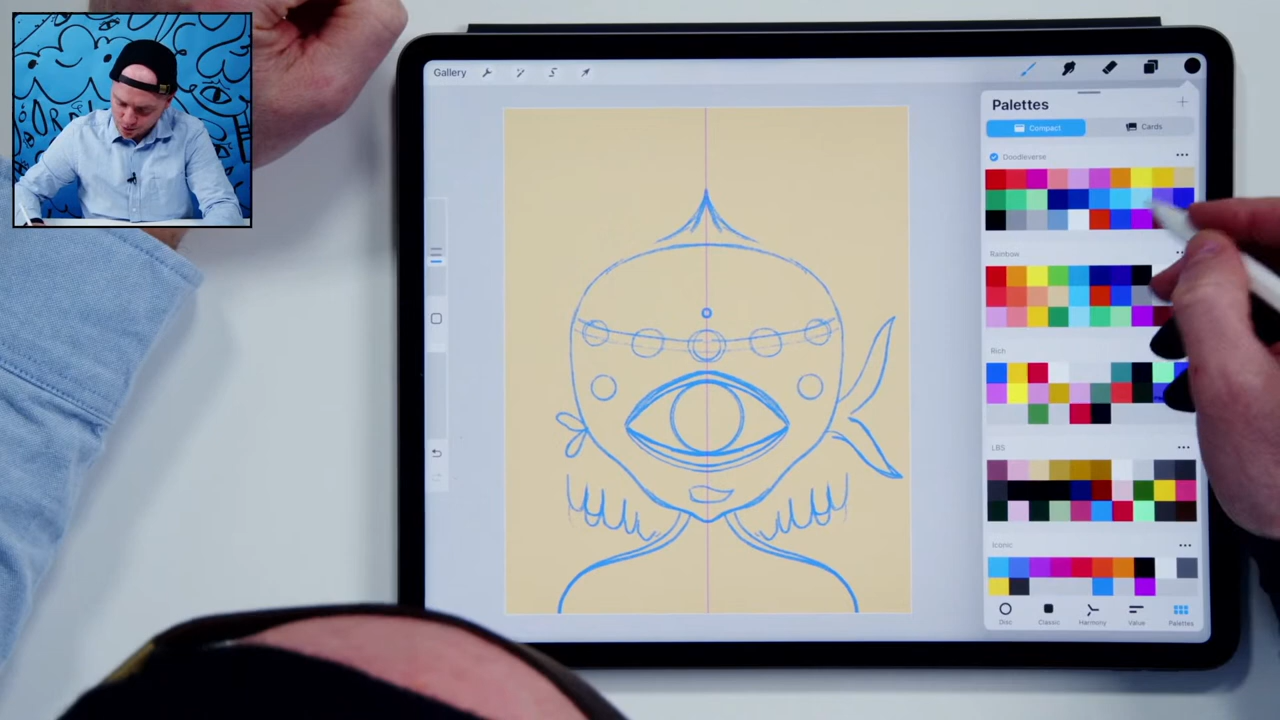 Gallery
Palettes
Compact
Cards
Doodleverse
Rainbow
Rich
LBS
Iconic
Disc
Classic
Harmony
Value
Palettes